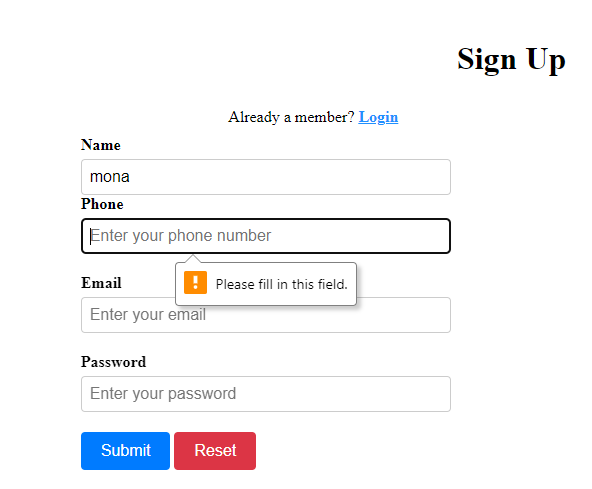 Sign Up
Already a member? Login
Name
mona
Phone
Enter your phone number
Please fill in this field.
Email
Enter your email
Password
Enter your password
Submit Reset